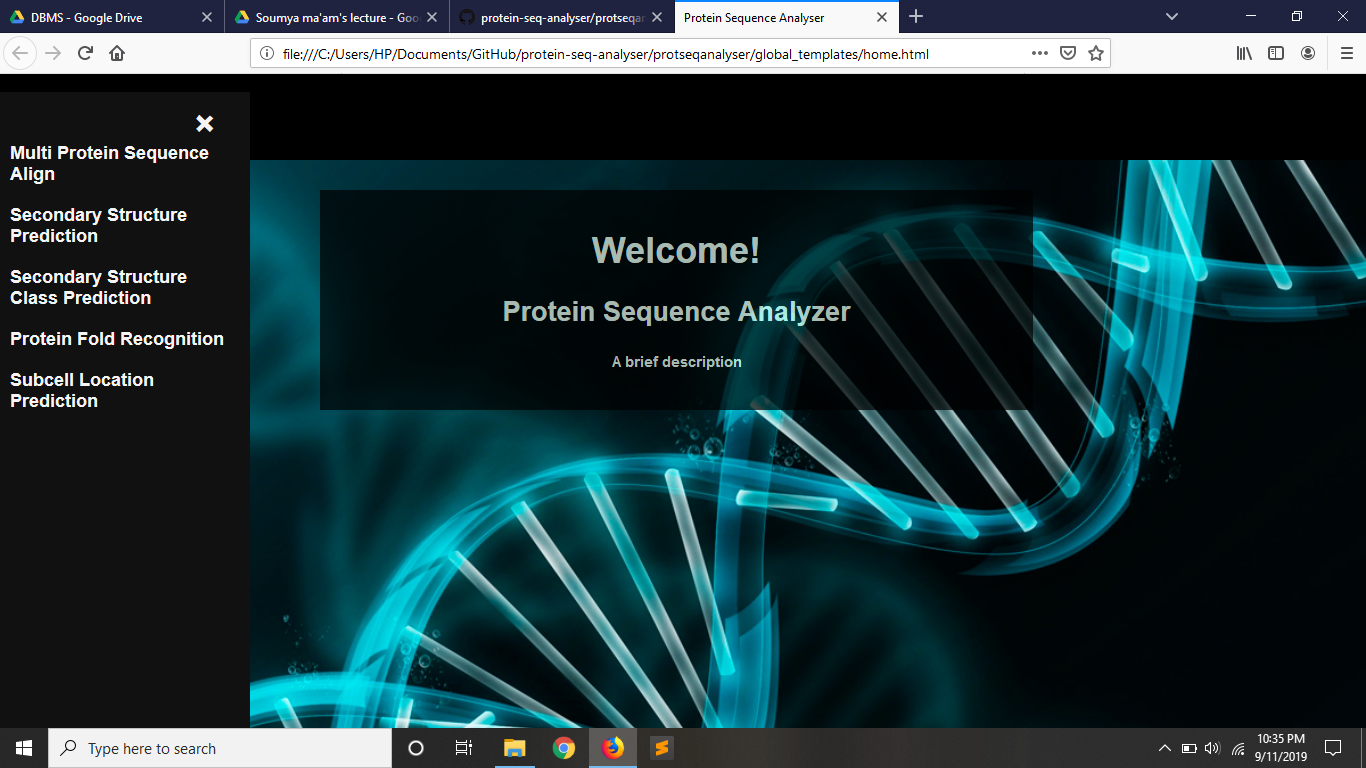 DBMS - Google Drive
Soumya ma'am's lecture - Goo
protein-seq-analyser/protseqan
Protein Sequence Analyser
file:///C:/Users/HP/Documents/GitHub/protein-seq-analyser/protseqanalyser/global_templates/home.html
Multi Protein Sequence
Align
Secondary Structure
Prediction
Secondary Structure
Class Prediction
Protein Fold Recognition
Subcell Location
Prediction
Welcome!
Protein Sequence Analyzer
A brief description
Type here to search
10:35 PM
9/11/2019